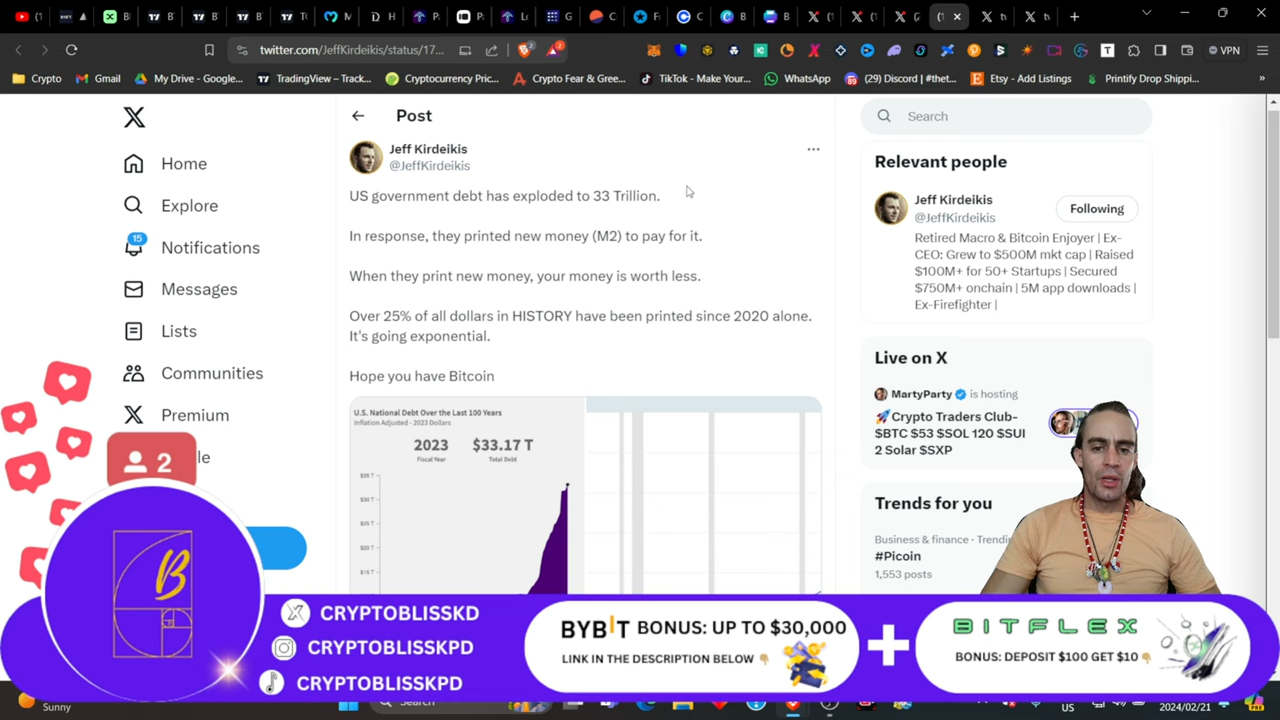 twitter.com/JeffKirdeikis/status/17...
VPN
Crypto
Gmail
My Drive - Google...
TradingView – Track...
Cryptocurrency Pric...
Crypto Fear & Gree...
TikTok - Make Your...
WhatsApp
(29) Discord | #thet...
Etsy - Add Listings
Printify Drop Shippi...
Post
Search
Home
Explore
15
Notifications
Messages
Lists
Communities
Premium
Jeff Kirdeikis
@JeffKirdeikis
US government debt has exploded to 33 Trillion.
In response, they printed new money (M2) to pay for it.
When they print new money, your money is worth less.
Over 25% of all dollars in HISTORY have been printed since 2020 alone.
It's going exponential.
Hope you have Bitcoin
U.S. National Debt Over the Last 100 Years
Inflation Adjusted - 2023 Dollars
2023
$33.17 T
Fiscal Year
Total Debt
$35 T
$30 T
$25 T
$20 T
$15 T
Relevant people
Jeff Kirdeikis
@JeffKirdeikis
Following
Retired Macro & Bitcoin Enjoyer | Ex-
CEO: Grew to $500M mkt cap | Raised
$100M+ for 50+ Startups | Secured
$750M+ onchain | 5M app downloads |
Ex-Firefighter |
Live on X
MartyParty is hosting
🚀Crypto Traders Club-
$BTC $53 $SOL 120 $SUI
2 Solar $SXP
Trends for you
Business & finance · Trendin
#Picoin
1,553 posts
2
B
CRYPTOBLISSKD
CRYPTOBLISSKPD
CRYPTOBLISSKPD
BYBIT BONUS: UP TO $30,000
LINK IN THE DESCRIPTION BELOW 👇🏼
+
BITFLEX
BONUS: DEPOSIT $100 GET $10 👇🏼
Sunny
Search
US
2024/02/21